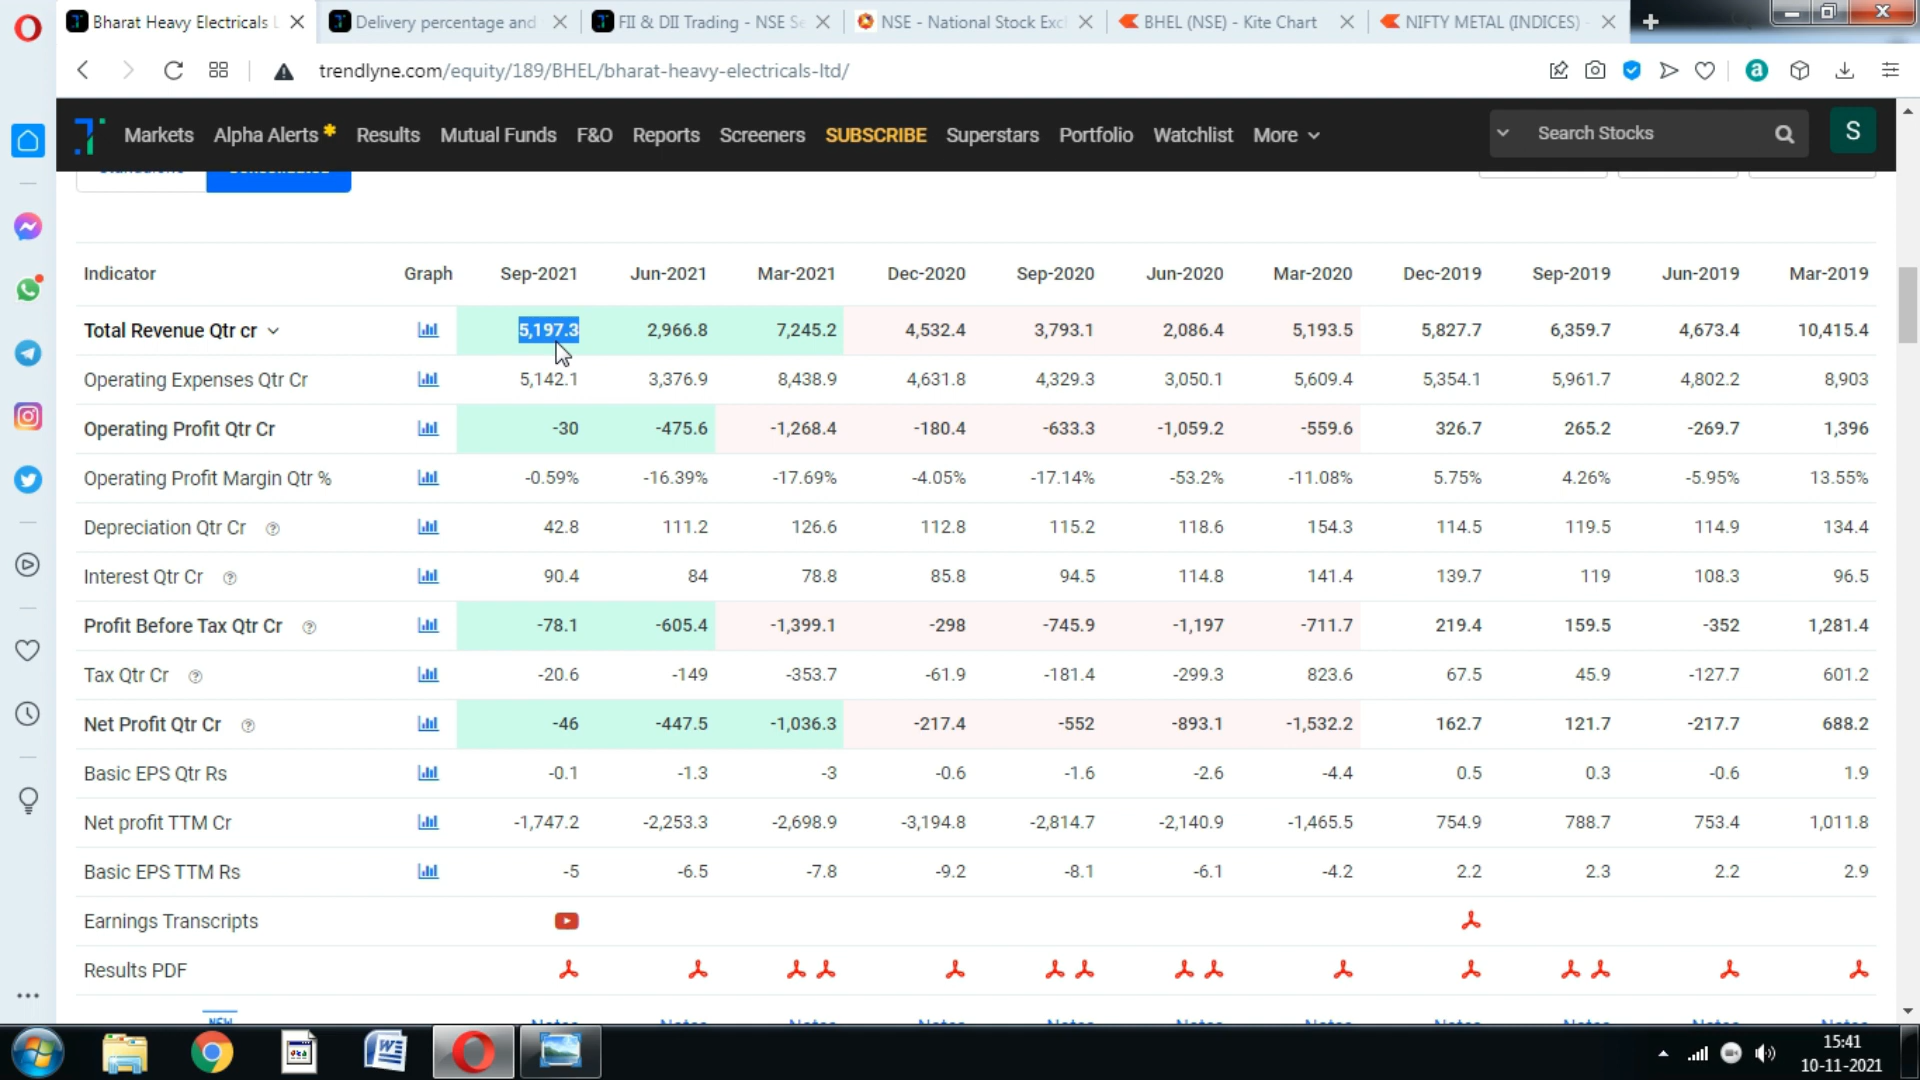 Bharat Heavy Electricals L
Delivery percentage and
FII & DII Trading - NSE Se
NSE - National Stock Excl
BHEL (NSE) - Kite Chart
NIFTY METAL (INDICES) -
trendlyne.com/equity/189/BHEL/bharat-heavy-electricals-ltd/
Markets Alpha Alerts Results Mutual Funds F&O Reports Screeners SUBSCRIBE Superstars Portfolio Watchlist More Search Stocks S
Indicator Graph Sep-2021 Jun-2021 Mar-2021 Dec-2020 Sep-2020 Jun-2020 Mar-2020 Dec-2019 Sep-2019 Jun-2019 Mar-2019
Total Revenue Qtr cr 5,197.3 2,966.8 7,245.2 4,532.4 3,793.1 2,086.4 5,193.5 5,827.7 6,359.7 4,673.4 10,415.4
Operating Expenses Qtr Cr 5,142.1 3,376.9 8,438.9 4,631.8 4,329.3 3,050.1 5,609.4 5,354.1 5,961.7 4,802.2 8,903
Operating Profit Qtr Cr -30 -475.6 -1,268.4 -180.4 -633.3 -1,059.2 -559.6 326.7 265.2 -269.7 1,396
Operating Profit Margin Qtr % -0.59% -16.39% -17.69% -4.05% -17.14% -53.2% -11.08% 5.75% 4.26% -5.95% 13.55%
Depreciation Qtr Cr 42.8 111.2 126.6 112.8 115.2 118.6 154.3 114.5 119.5 114.9 134.4
Interest Qtr Cr 90.4 84 78.8 85.8 94.5 114.8 141.4 139.7 119 108.3 96.5
Profit Before Tax Qtr Cr -78.1 -605.4 -1,399.1 -298 -745.9 -1,197 -711.7 219.4 159.5 -352 1,281.4
Tax Qtr Cr -20.6 -149 -353.7 -61.9 -181.4 -299.3 823.6 67.5 45.9 -127.7 601.2
Net Profit Qtr Cr -46 -447.5 -1,036.3 -217.4 -552 -893.1 -1,532.2 162.7 121.7 -217.7 688.2
Basic EPS Qtr Rs -0.1 -1.3 -3 -0.6 -1.6 -2.6 -4.4 0.5 0.3 -0.6 1.9
Net profit TTM Cr -1,747.2 -2,253.3 -2,698.9 -3,194.8 -2,814.7 -2,140.9 -1,465.5 754.9 788.7 753.4 1,011.8
Basic EPS TTM Rs -5 -6.5 -7.8 -9.2 -8.1 -6.1 -4.2 2.2 2.3 2.2 2.9
Earnings Transcripts
Results PDF
15:41
10-11-2021